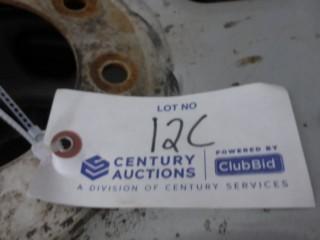 LOT NO
12C
CENTURY AUCTIONS
POWERED BY
ClubBid
A DIVISION OF CENTURY SERVICES